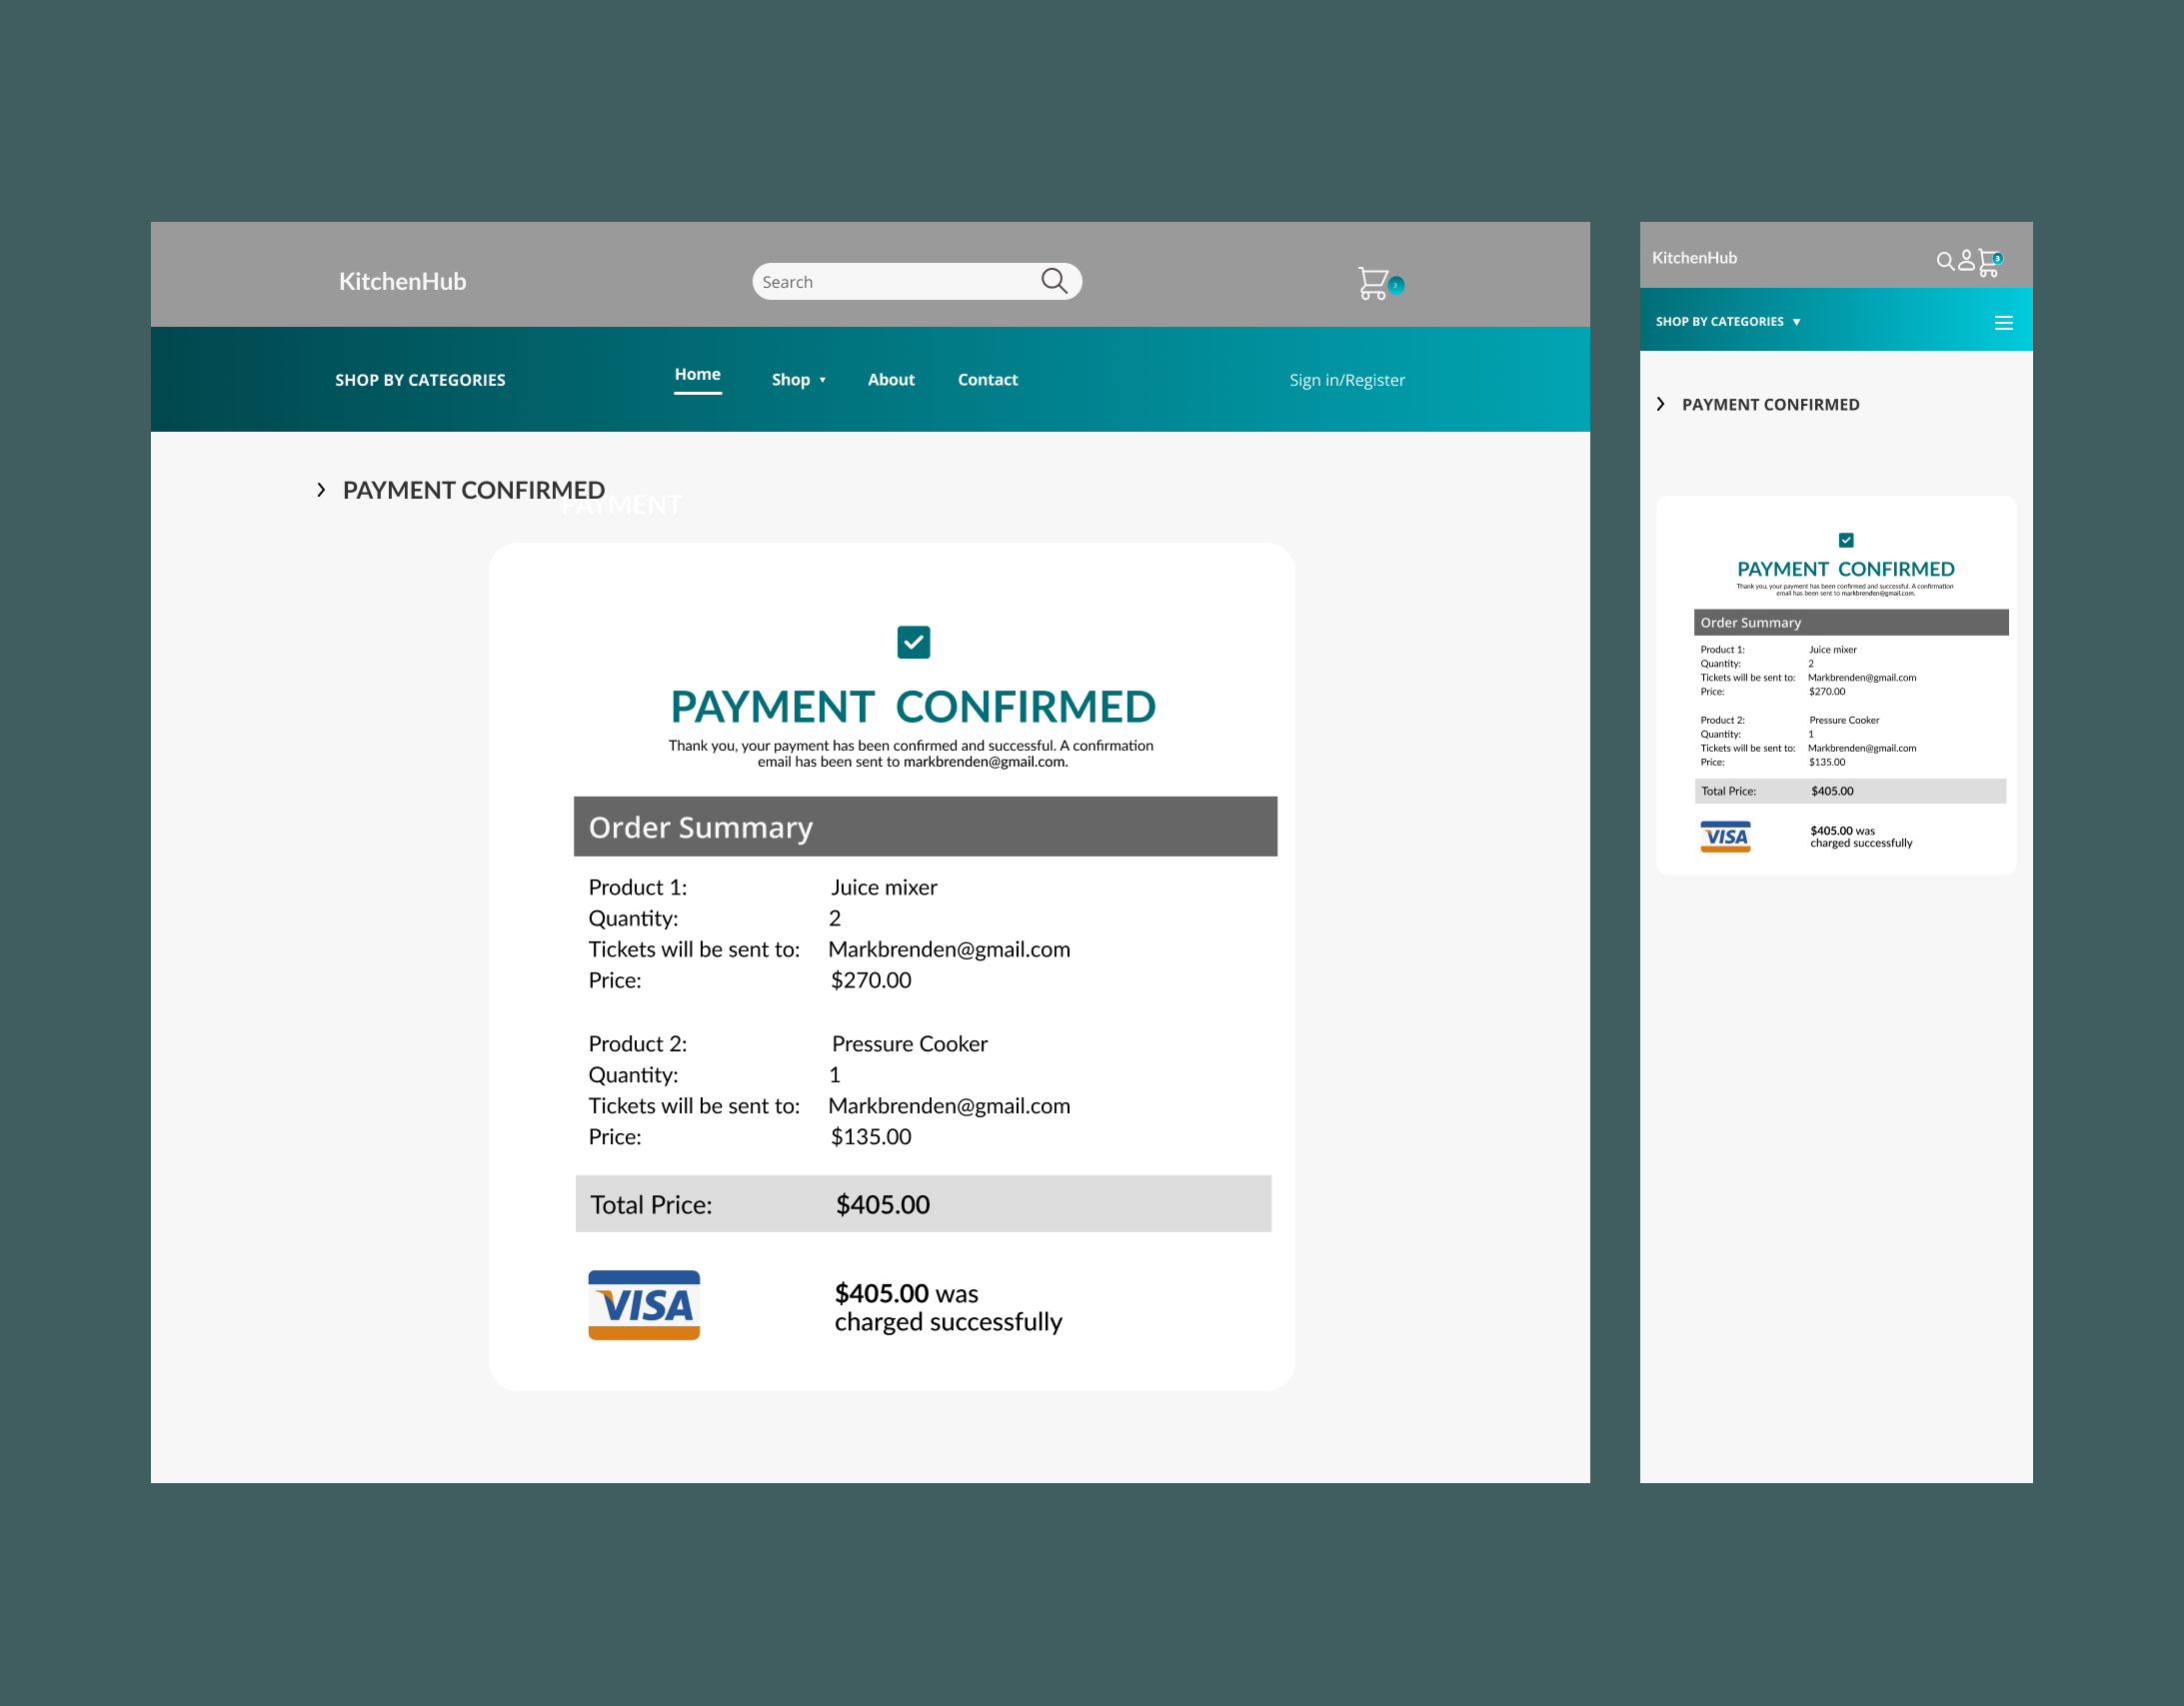 KitchenHub
Search
3
SHOP BY CATEGORIES
Home
Shop
About
Contact
Sign in/Register
PAYMENT CONFIRMED
PAYMENT
PAYMENT CONFIRMED
Thank you, your payment has been confirmed and successful. A confirmation
email has been sent to markbrenden@gmail.com.
Order Summary
Product 1: Juice mixer
Quantity: 2
Tickets will be sent to: Markbrenden@gmail.com
Price: $270.00
Product 2: Pressure Cooker
Quantity: 1
Tickets will be sent to: Markbrenden@gmail.com
Price: $135.00
Total Price: $405.00
VISA
$405.00 was
charged successfully
KitchenHub
3
SHOP BY CATEGORIES
PAYMENT CONFIRMED
PAYMENT CONFIRMED
Thank you, your payment has been confirmed and successful. A confirmation
email has been sent to markbrenden@gmail.com.
Order Summary
Product 1: Juice mixer
Quantity: 2
Tickets will be sent to: Markbrenden@gmail.com
Price: $270.00
Product 2: Pressure Cooker
Quantity: 1
Tickets will be sent to: Markbrenden@gmail.com
Price: $135.00
Total Price: $405.00
VISA
$405.00 was
charged successfully